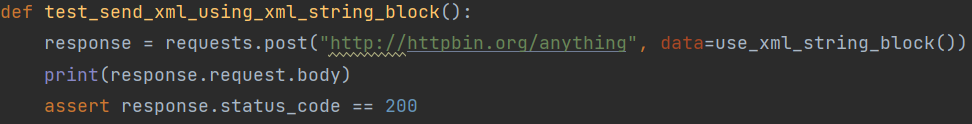 def test_send_xml_using_xml_string_block():
    response = requests.post("http://httpbin.org/anything", data=use_xml_string_block())
    print(response.request.body)
    assert response.status_code == 200